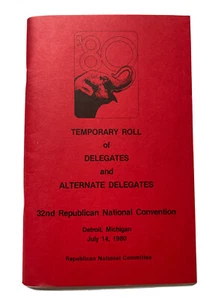 80
TEMPORARY ROLL
of
DELEGATES
and
ALTERNATE DELEGATES
32nd Republican National Convention
Detroit, Michigan
July 14, 1980
Republican National Committee